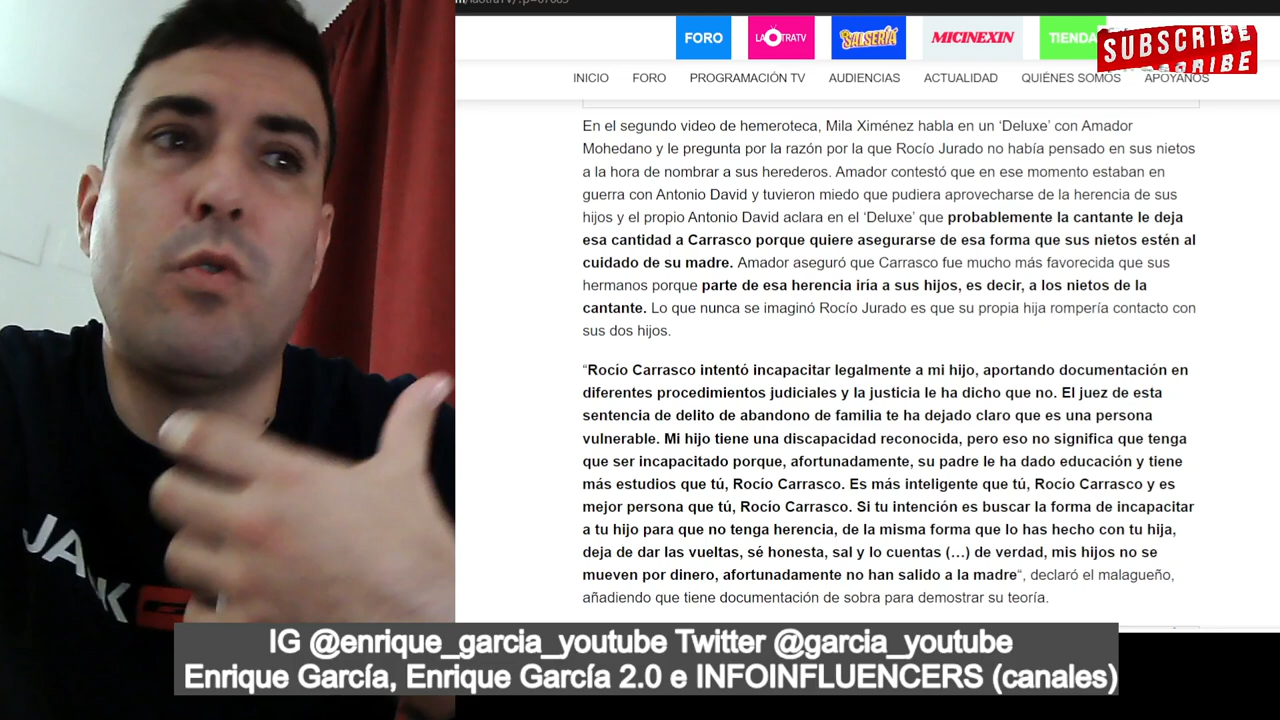 FORO
LA OTRATV
SALSERÍA
MICINEXIN
TIENDA
SUBSCRIBE
INICIO FORO PROGRAMACIÓN TV AUDIENCIAS ACTUALIDAD QUIÉNES SOMOS APÓYANOS
En el segundo video de hemeroteca, Mila Ximénez habla en un ‘Deluxe’ con Amador
Mohedano y le pregunta por la razón por la que Rocío Jurado no había pensado en sus nietos
a la hora de nombrar a sus herederos. Amador contestó que en ese momento estaban en
guerra con Antonio David y tuvieron miedo que pudiera aprovecharse de la herencia de sus
hijos y el propio Antonio David aclara en el ‘Deluxe’ que probablemente la cantante le deja
esa cantidad a Carrasco porque quiere asegurarse de esa forma que sus nietos estén al
cuidado de su madre. Amador aseguró que Carrasco fue mucho más favorecida que sus
hermanos porque parte de esa herencia iría a sus hijos, es decir, a los nietos de la
cantante. Lo que nunca se imaginó Rocío Jurado es que su propia hija rompería contacto con
sus dos hijos.
“Rocío Carrasco intentó incapacitar legalmente a mi hijo, aportando documentación en
diferentes procedimientos judiciales y la justicia le ha dicho que no. El juez de esta
sentencia de delito de abandono de familia te ha dejado claro que es una persona
vulnerable. Mi hijo tiene una discapacidad reconocida, pero eso no significa que tenga
que ser incapacitado porque, afortunadamente, su padre le ha dado educación y tiene
más estudios que tú, Rocío Carrasco. Es más inteligente que tú, Rocío Carrasco y es
mejor persona que tú, Rocío Carrasco. Si tu intención es buscar la forma de incapacitar
a tu hijo para que no tenga herencia, de la misma forma que lo has hecho con tu hija,
deja de dar las vueltas, sé honesta, sal y lo cuentas (…) de verdad, mis hijos no se
mueven por dinero, afortunadamente no han salido a la madre“, declaró el malagueño,
añadiendo que tiene documentación de sobra para demostrar su teoría.
IG @enrique_garcia_youtube Twitter @garcia_youtube
Enrique García, Enrique García 2.0 e INFOINFLUENCERS (canales)